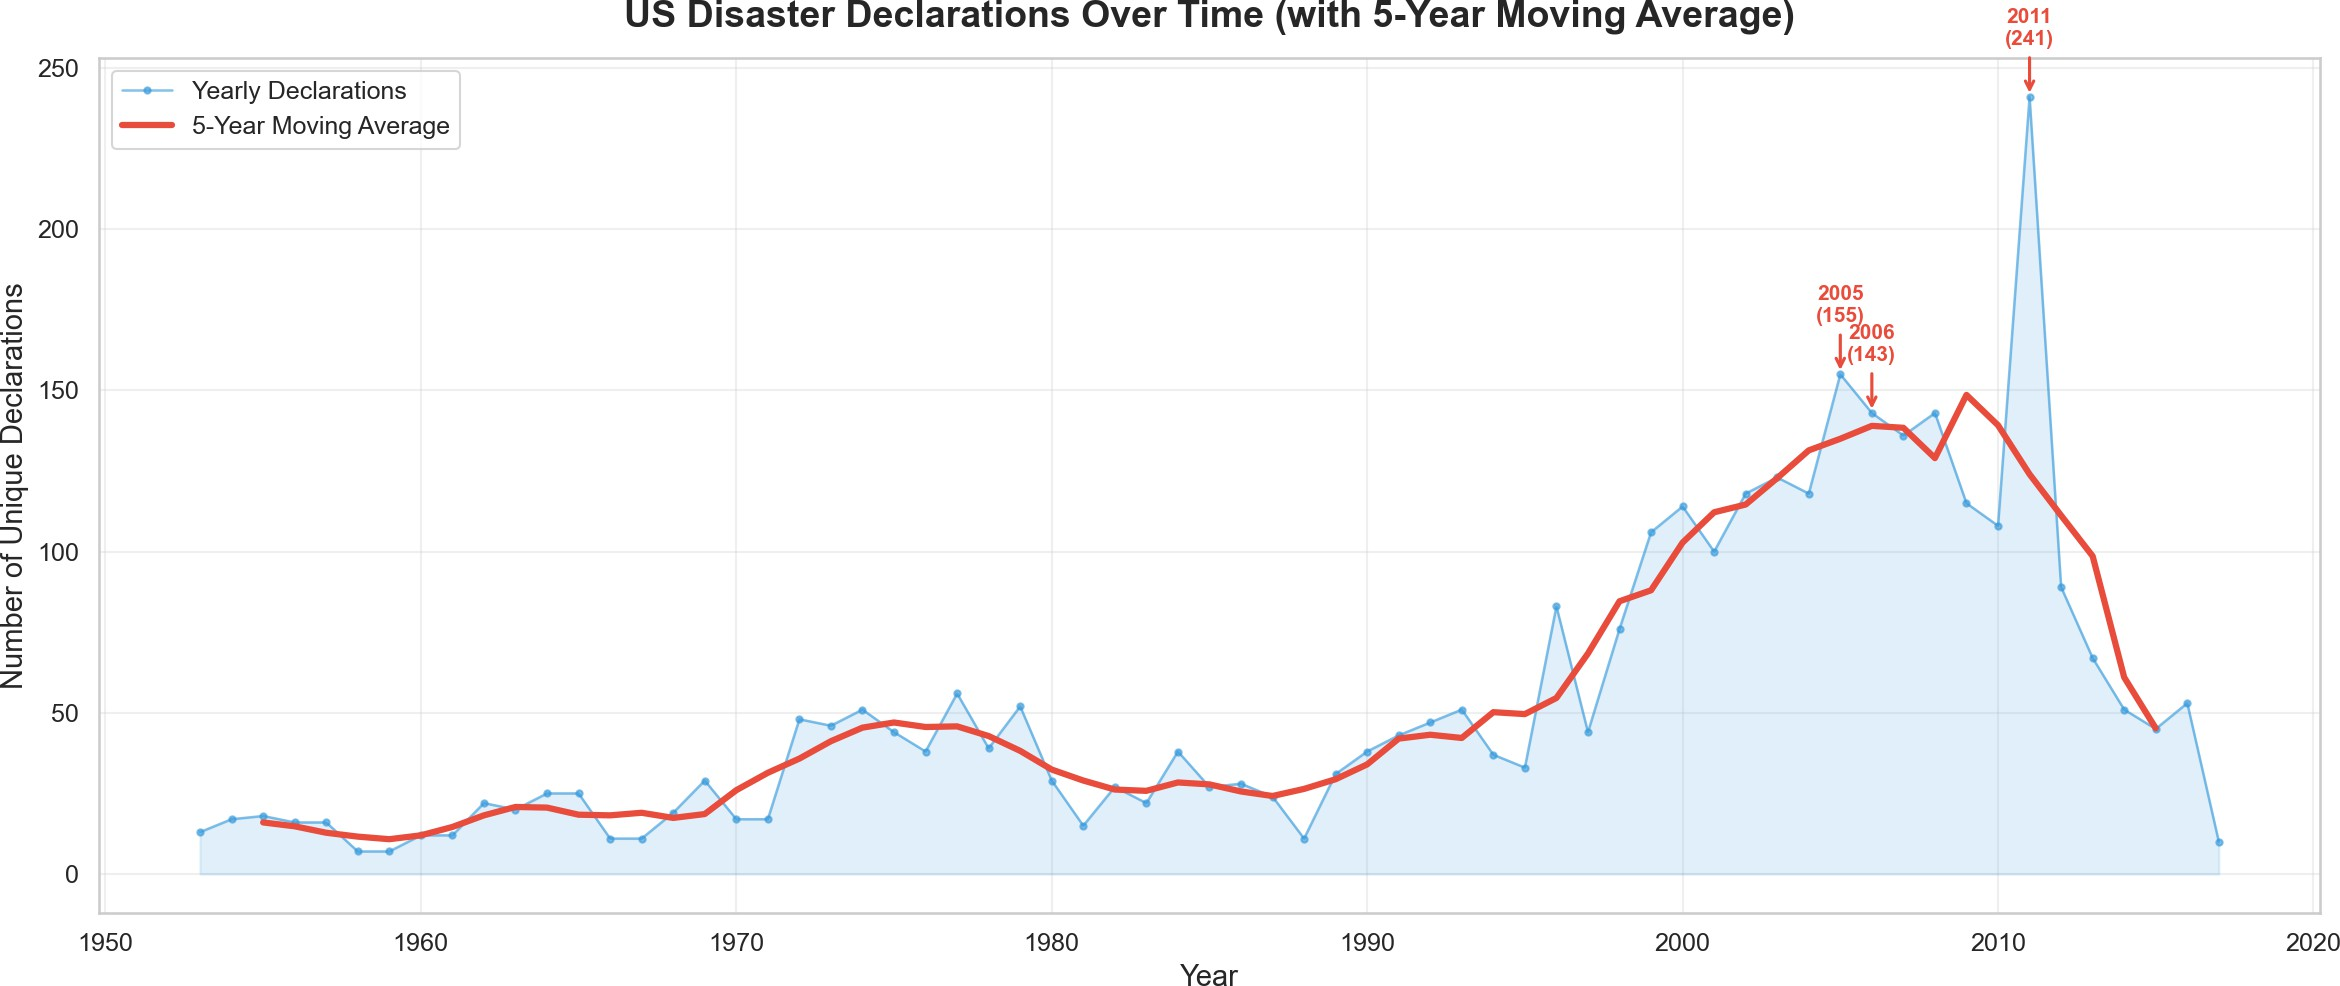 US Disaster Declarations Over Time (with 5-Year Moving Average)
2011
(241)
250
Yearly Declarations
5-Year Moving Average
200
2005
(155)
2006
(143)
150
100
50
0
Number of Unique Declarations
1950 1960 1970 1980 1990 2000 2010 2020
Year